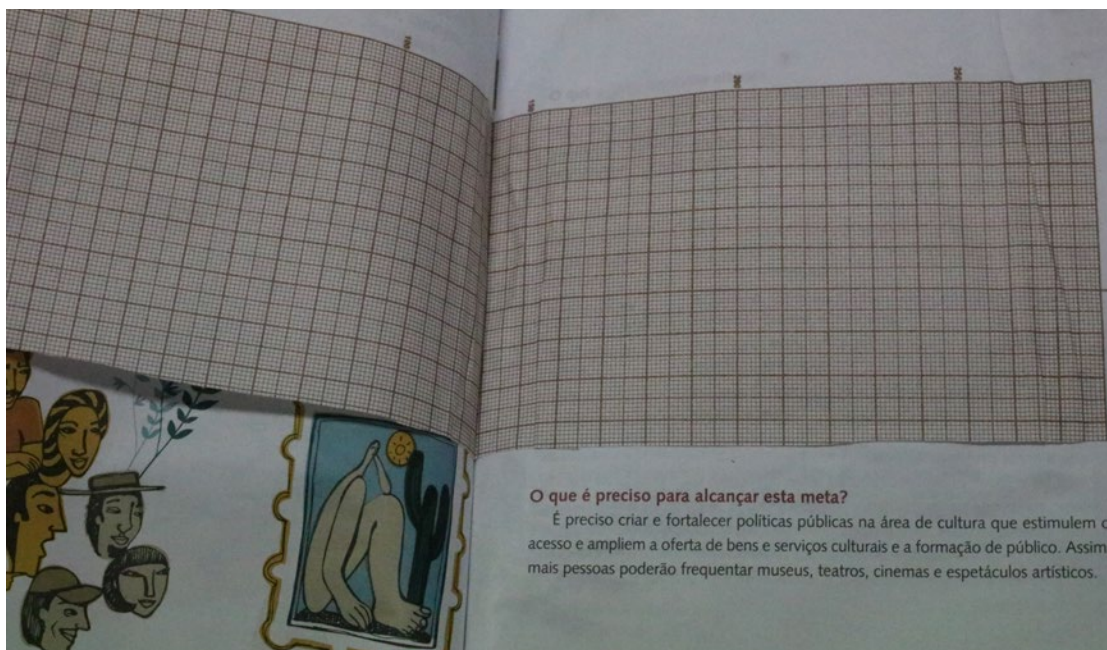 200
O que é preciso para alcançar esta meta?
É preciso criar e fortalecer políticas públicas na área de cultura que estimulem
acesso e ampliem a oferta de bens e serviços culturais e a formação de público. Assim
mais pessoas poderão frequentar museus, teatros, cinemas e espetáculos artísticos.